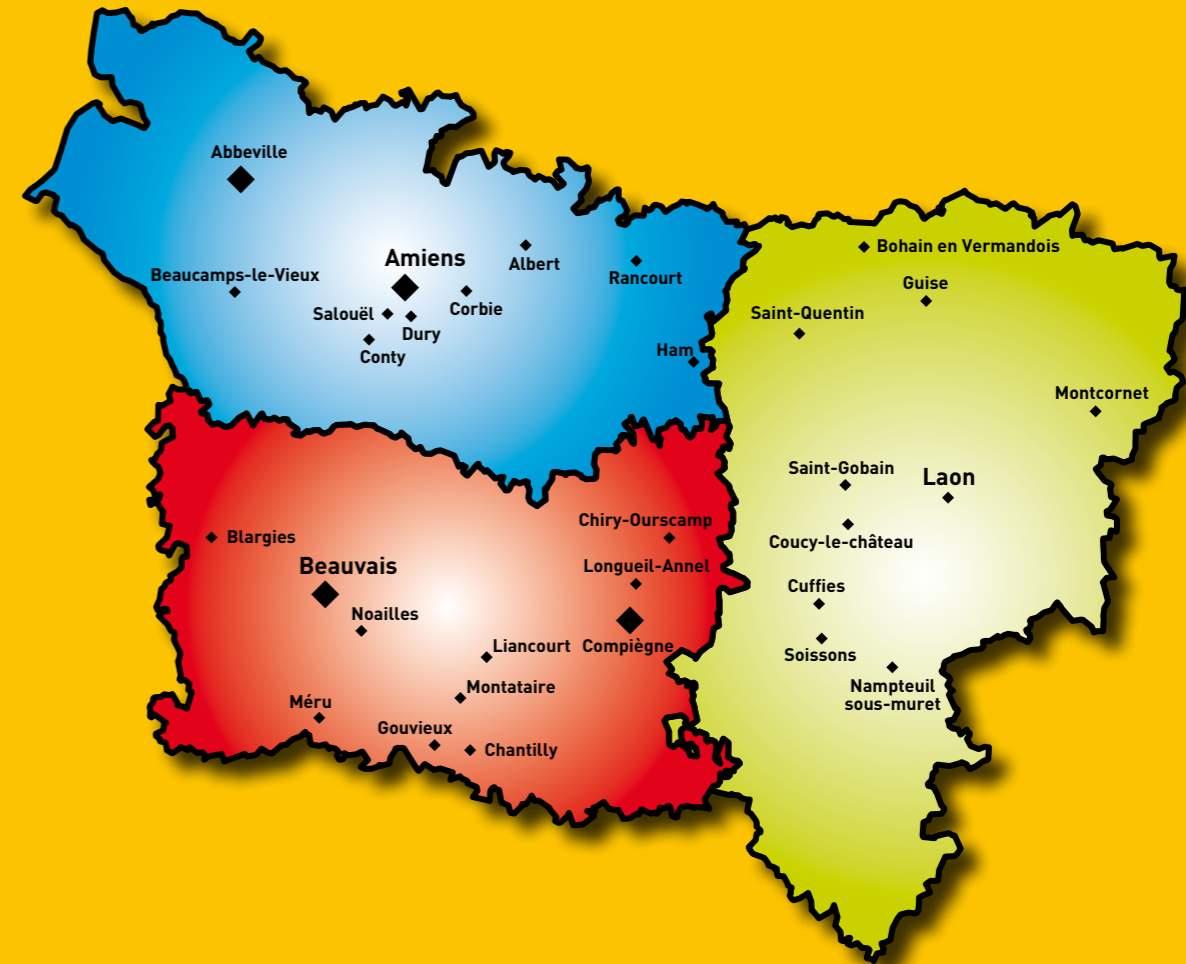 Abbeville
Amiens
Albert
Rancourt
Beaucamps-le-Vieux
Corbie
Salouël
Dury
Conty
Ham
Bohain en Vermandois
Guise
Saint-Quentin
Montcornet
Saint-Gobain
Laon
Coucy-le-château
Cuffies
Soissons
Nampteuil
sous-muret
Blargies
Chiry-Ourscamp
Beauvais
Longueil-Annel
Noailles
Liancourt
Compiègne
Montataire
Méru
Gouvieux
Chantilly